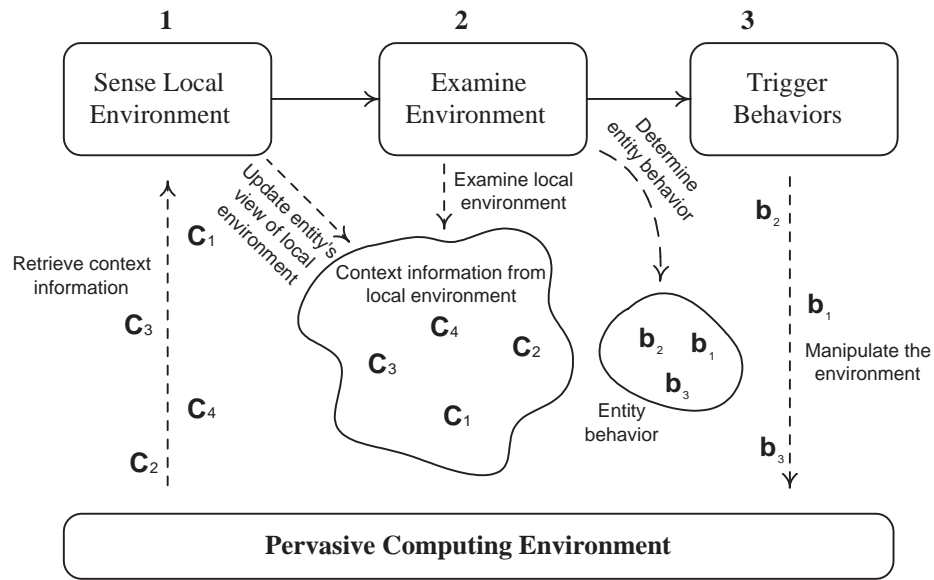 1
2
3
Sense Local
Environment
Examine
Environment
Trigger
Behaviors
Update entity's
view of local
environment
Examine local
environment
Determine
entity behavior
Retrieve context
information
C1
C3
C4
C2
Context information from
local environment
C4
C3
C2
C1
b2 b1
b3
Entity
behavior
b2
b1
Manipulate the
environment
b3
Pervasive Computing Environment